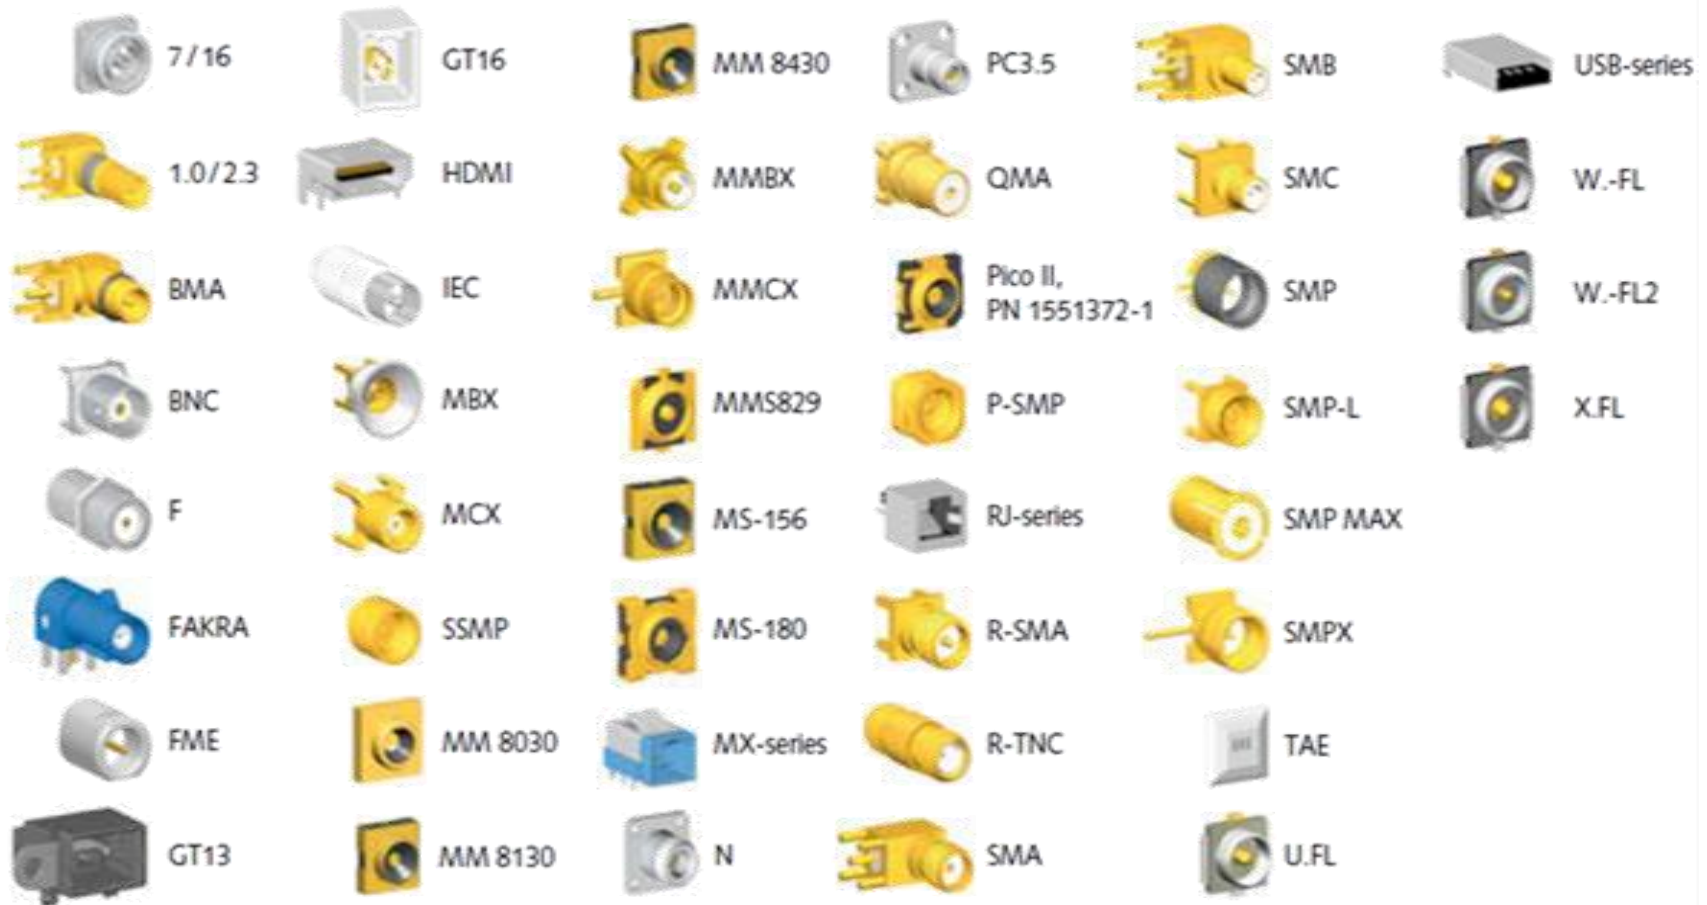 7/16
1.0/2.3
BMA
BNC
F
FAKRA
FME
GT13
GT16
HDMI
IEC
MBX
MCX
SSMP
MM 8030
MM 8130
MM 8430
MMBX
MMCX
MMS829
MS-156
MS-180
MX-series
N
PC3.5
QMA
Pico II,
PN 1551372-1
P-SMP
RJ-series
R-SMA
R-TNC
SMA
SMB
SMC
SMP
SMP-L
SMP MAX
SMPX
TAE
U.FL
USB-series
W.-FL
W.-FL2
X.FL